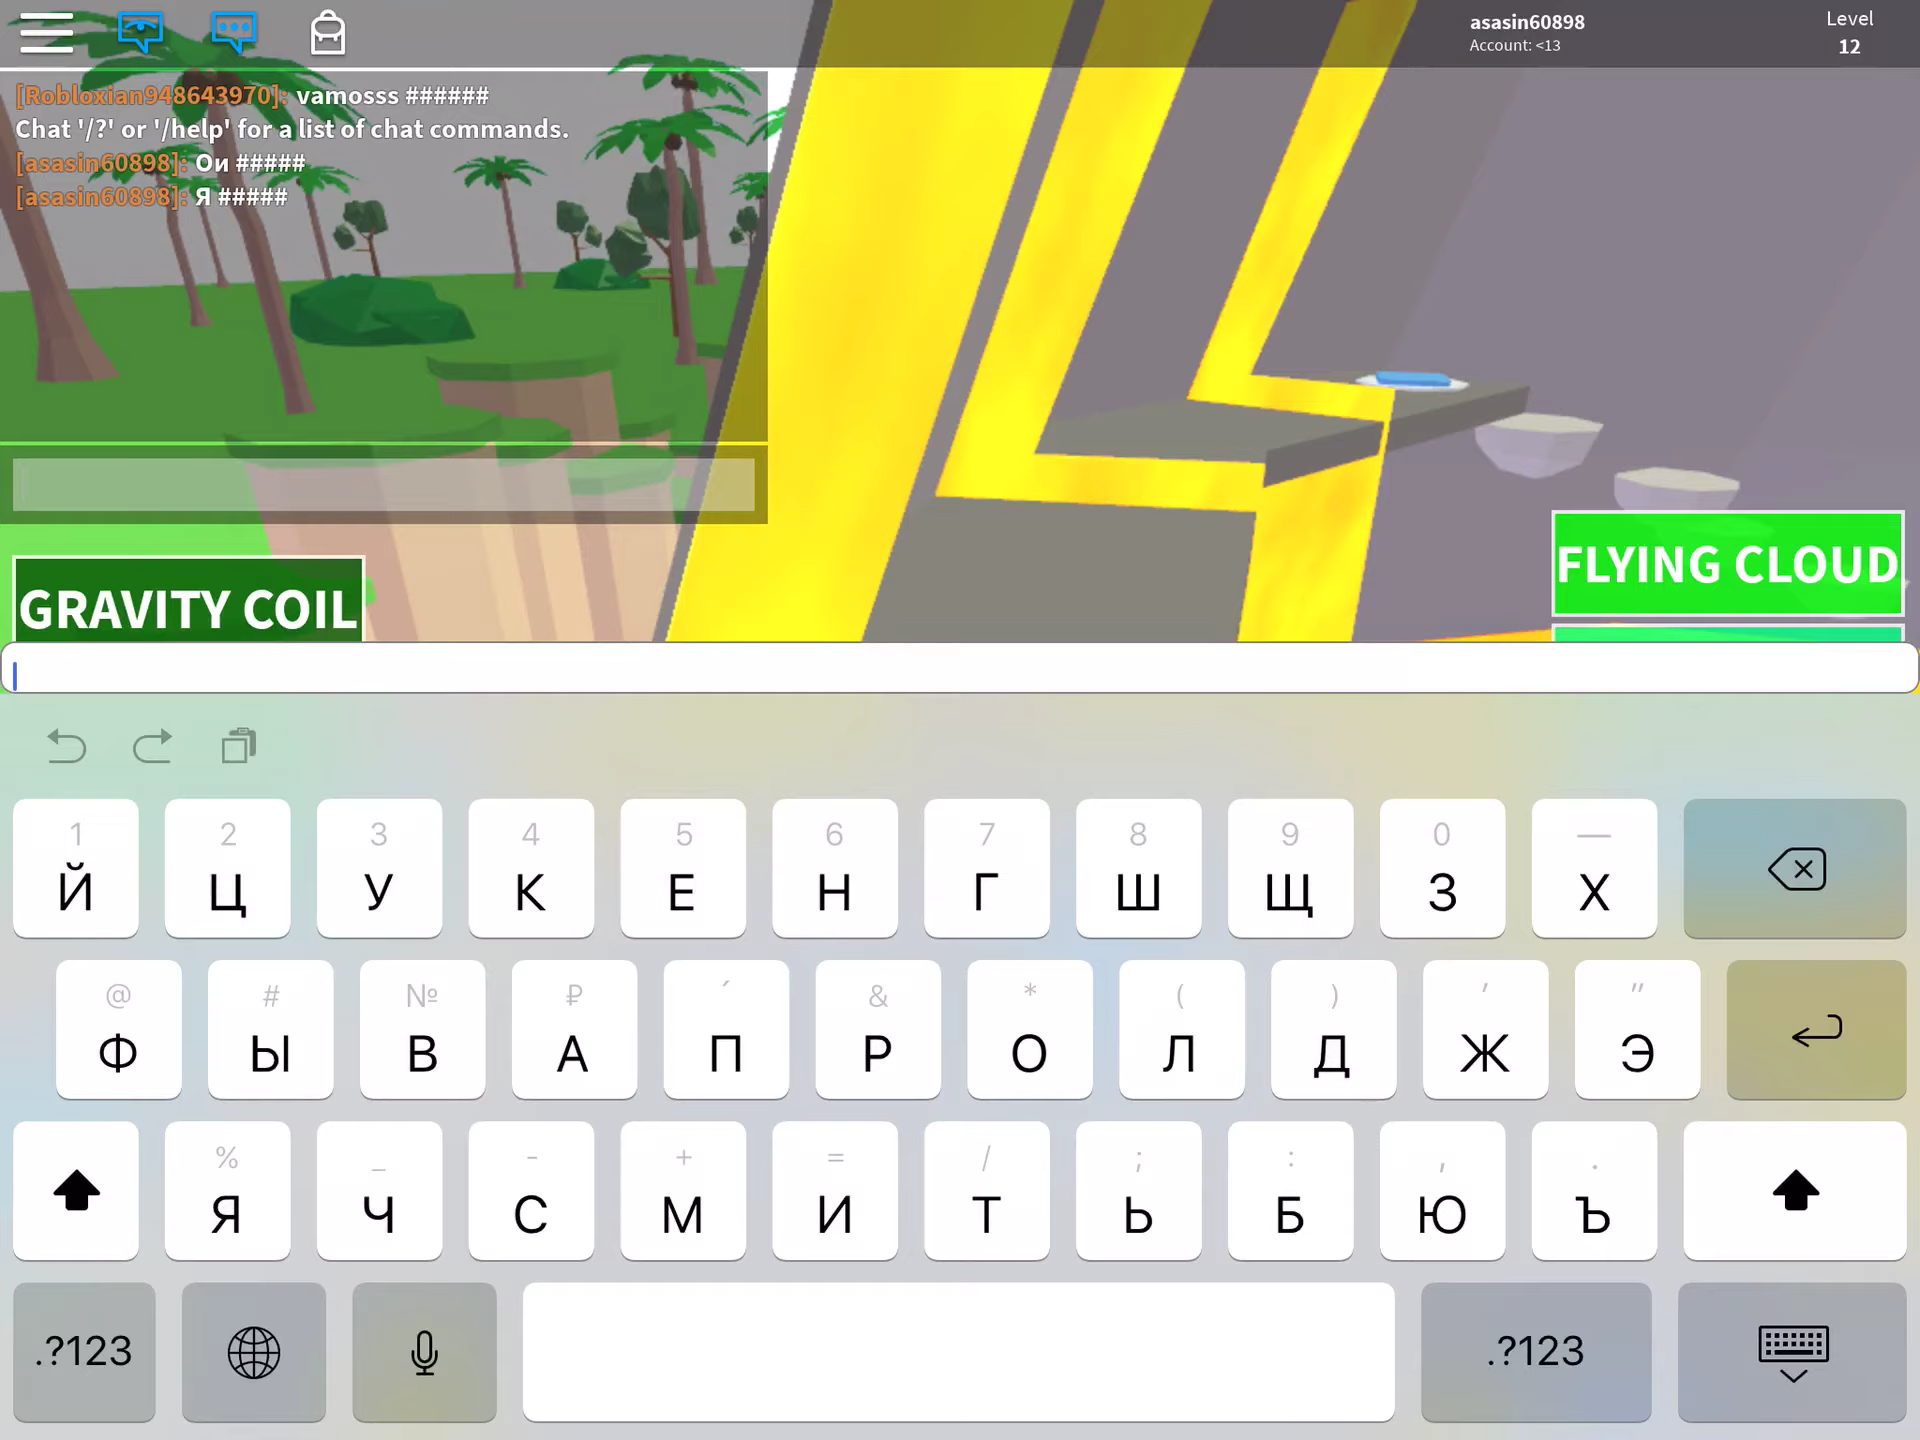 asasin60898
Account: <13
Level
12
[Robloxian948643970]: vamosss ######
Chat '/?' or '/help' for a list of chat commands.
[asasin60898]: Ои #####
[asasin60898]: Я #####
GRAVITY COIL
FLYING CLOUD
1 2 3 4 5 6 7 8 9 0 —
Й Ц У К Е Н Г Ш Щ З Х
@ # № ₽ ´ & * ( ) ′ ″
Ф Ы В А П Р О Л Д Ж Э
% _ - + = / ; : , .
Я Ч С М И Т Ь Б Ю Ъ
.?123 .?123